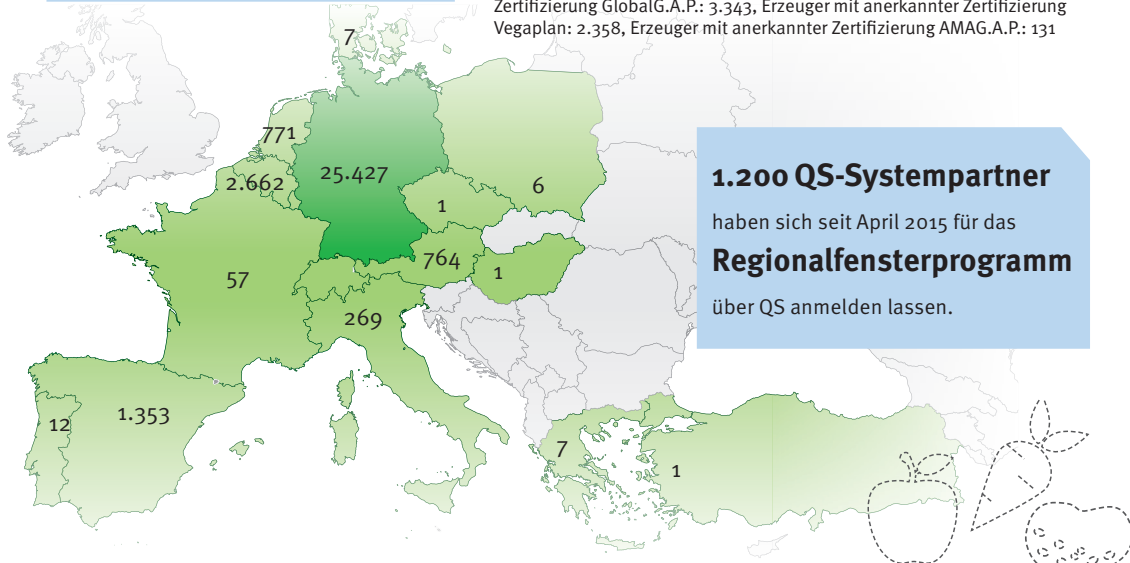 Zertifizierung GlobalG.A.P.: 3.343, Erzeuger mit anerkannter Zertifizierung
Vegaplan: 2.358, Erzeuger mit anerkannter Zertifizierung AMAG.A.P.: 131
7
771
2.662
25.427
6
1
764
1
57
269
1.200 QS-Systempartner
haben sich seit April 2015 für das
Regionalfensterprogramm
über QS anmelden lassen.
12
1.353
7
1